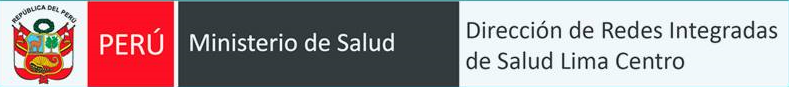 REPÚBLICA DEL PERÚ
PERÚ
Ministerio de Salud
Dirección de Redes Integradas
de Salud Lima Centro